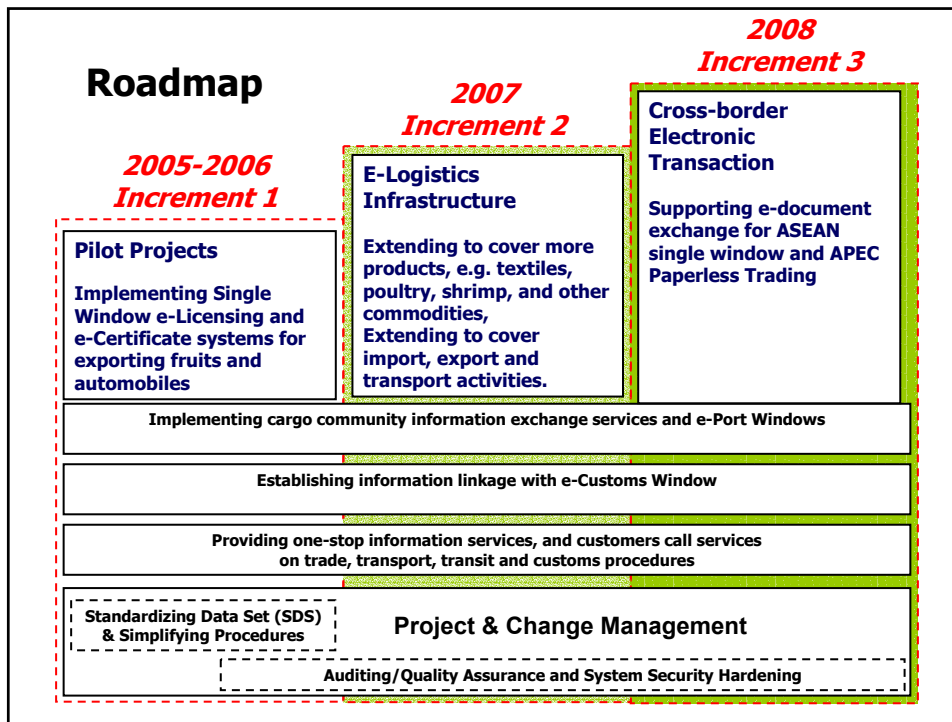 Roadmap
2005-2006
Increment 1
2007
Increment 2
2008
Increment 3
Pilot Projects
Implementing Single
Window e-Licensing and
e-Certificate systems for
exporting fruits and
automobiles
E-Logistics
Infrastructure
Extending to cover more
products, e.g. textiles,
poultry, shrimp, and other
commodities,
Extending to cover
import, export and
transport activities.
Cross-border
Electronic
Transaction
Supporting e-document
exchange for ASEAN
single window and APEC
Paperless Trading
Implementing cargo community information exchange services and e-Port Windows
Establishing information linkage with e-Customs Window
Providing one-stop information services, and customers call services
on trade, transport, transit and customs procedures
Standardizing Data Set (SDS)
& Simplifying Procedures
Project & Change Management
Auditing/Quality Assurance and System Security Hardening